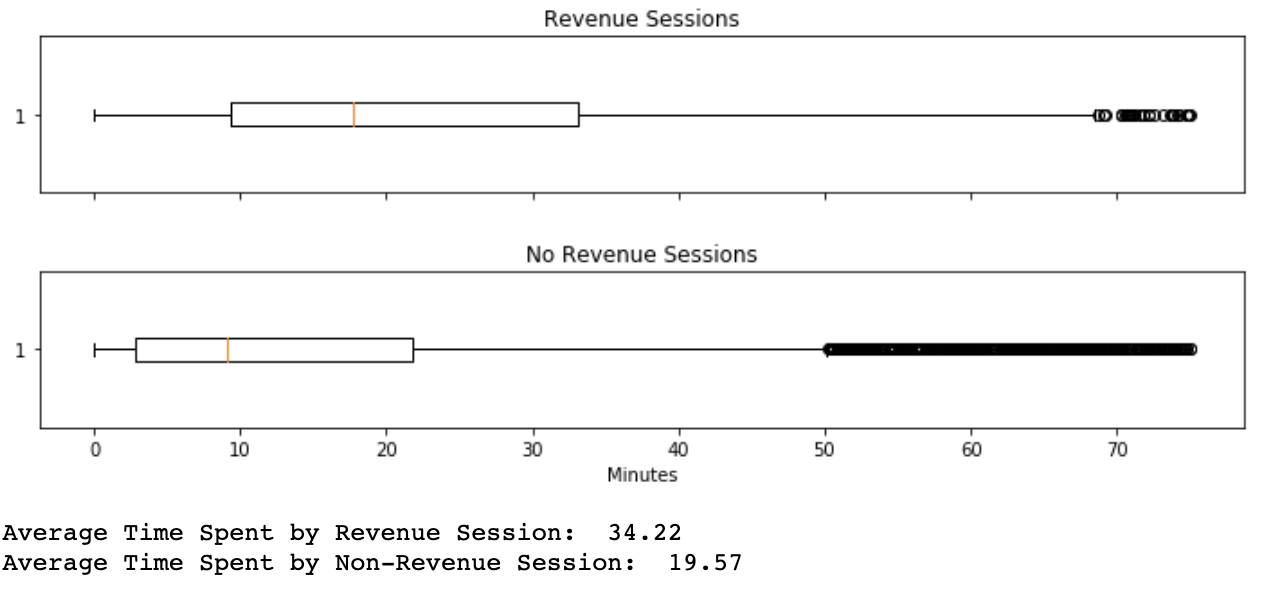 Revenue Sessions
1
No Revenue Sessions
1
0 10 20 30 40 50 60 70
Minutes
Average Time Spent by Revenue Session:  34.22
Average Time Spent by Non-Revenue Session:  19.57